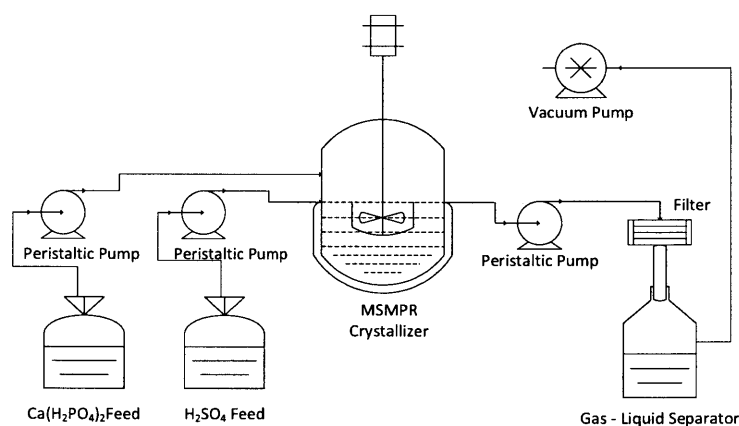 Vacuum Pump
Filter
Peristaltic Pump
Peristaltic Pump
Peristaltic Pump
MSMPR
Crystallizer
Ca(H₂PO₄)₂Feed
H₂SO₄ Feed
Gas - Liquid Separator